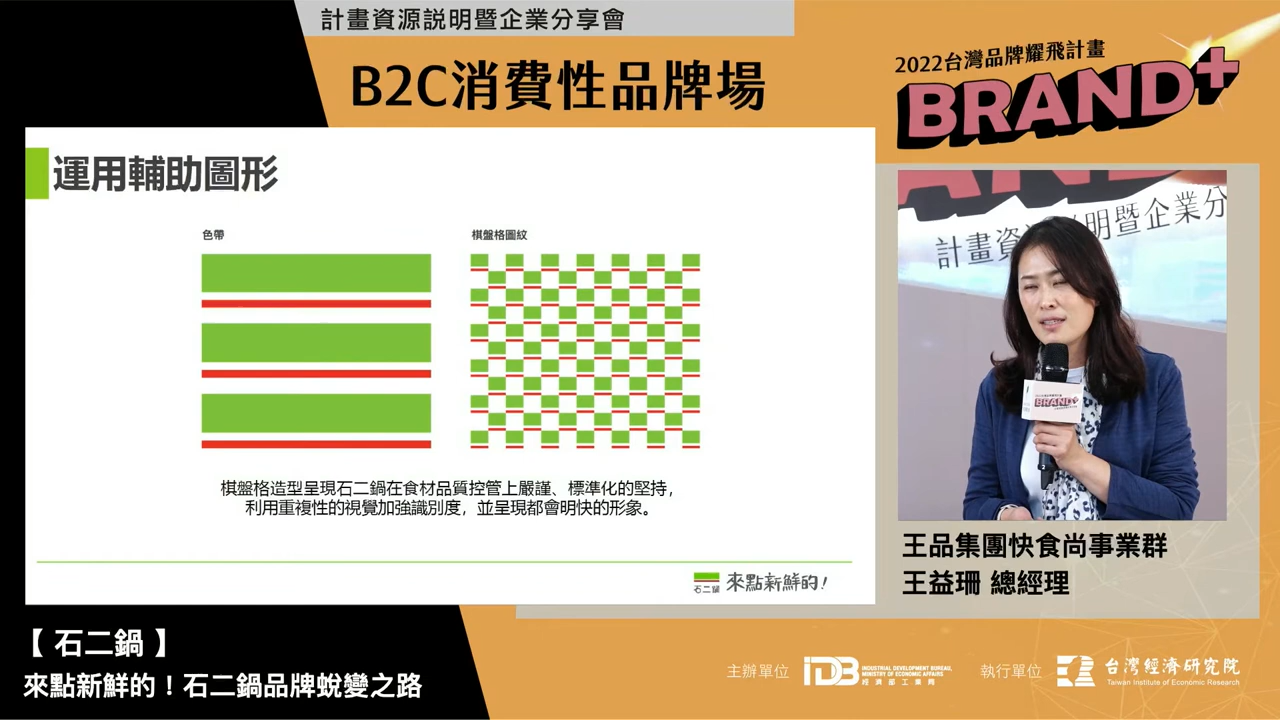 計畫資源説明暨企業分享會
B2C消費性品牌場
2022台灣品牌耀飛計畫
BRAND+
運用輔助圖形
色帶
棋盤格圖紋
棋盤格造型呈現石二鍋在食材品質控管上嚴謹、標準化的堅持，
利用重複性的視覺加強識別度，並呈現都會明快的形象。
石二鍋
來點新鮮的!
計畫資源説明暨企業分
BRAND+
王品集團快食尚事業群
王益珊 總經理
【 石二鍋 】
來點新鮮的！石二鍋品牌蛻變之路
主辦單位
IDB
INDUSTRIAL DEVELOPMENT BUREAU,
MINISTRY OF ECONOMIC AFFAIRS
經濟部工業局
執行單位
台灣經濟研究院
Taiwan Institute of Economic Research